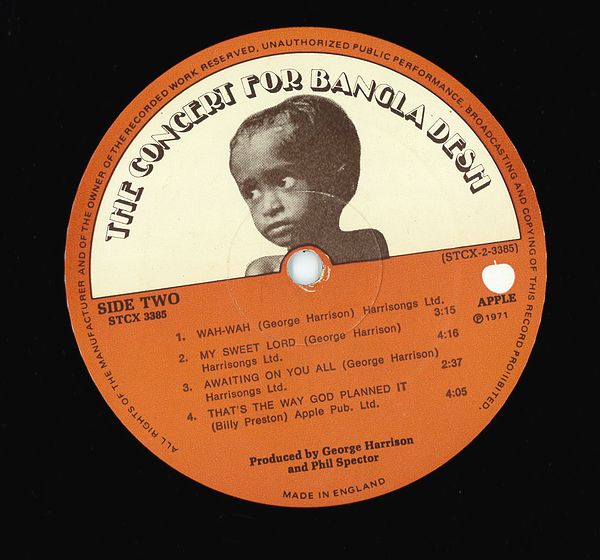 ALL RIGHTS OF THE MANUFACTURER AND OF THE OWNER OF THE RECORDED WORK RESERVED. UNAUTHORIZED PUBLIC PERFORMANCE, BROADCASTING AND COPYING OF THIS RECORD PROHIBITED.
THE CONCERT FOR BANGLA DESH
(STCX-2-3385)
SIDE TWO
STCX 3385
APPLE
℗1971
1. WAH-WAH (George Harrison) Harrisongs Ltd. 3:15
2. MY SWEET LORD (George Harrison) 4:16
Harrisongs Ltd.
3. AWAITING ON YOU ALL (George Harrison) 2:37
Harrisongs Ltd.
4. THAT'S THE WAY GOD PLANNED IT 4:05
(Billy Preston) Apple Pub. Ltd.
Produced by George Harrison
and Phil Spector
MADE IN ENGLAND